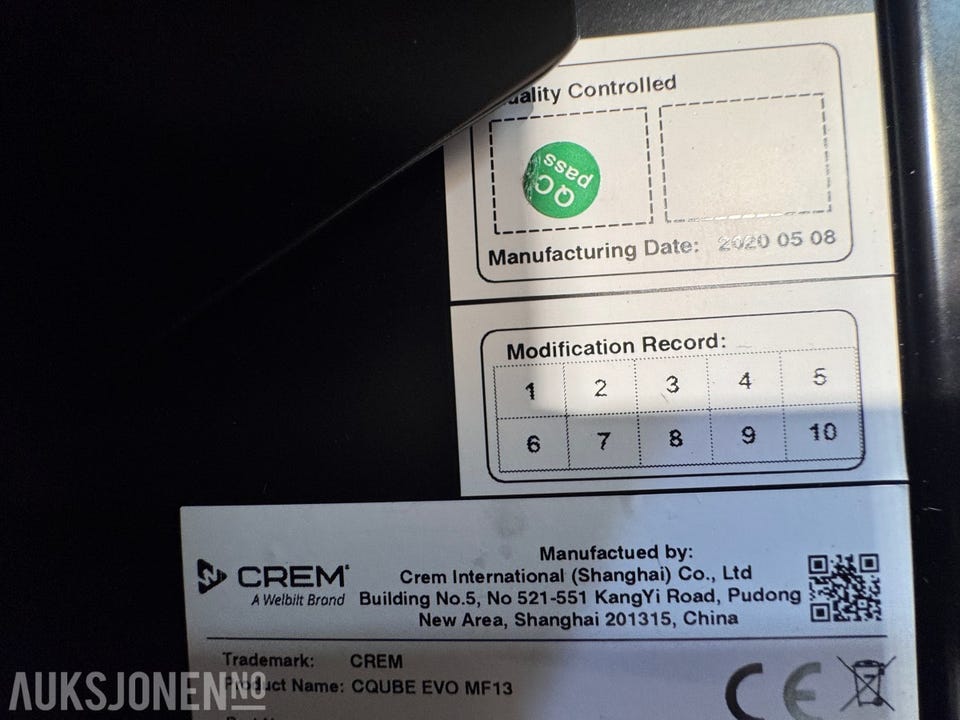 Quality Controlled
QC
pass
Manufacturing Date: 2020 05 08
Modification Record:
1 2 3 4 5
6 7 8 9 10
CREM
A Welbilt Brand
Manufactued by:
Crem International (Shanghai) Co., Ltd
Building No.5, No 521-551 KangYi Road, Pudong
New Area, Shanghai 201315, China
Trademark: CREM
Product Name: CQUBE EVO MF13
CE
AUKSJONEN NO